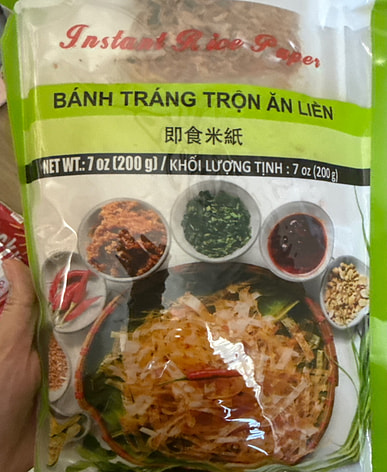 Instant Rice Paper
BÁNH TRÁNG TRỘN ĂN LIỀN
即食米紙
NET WT.: 7 oz (200 g) / KHỐI LƯỢNG TỊNH : 7 oz (200 g)